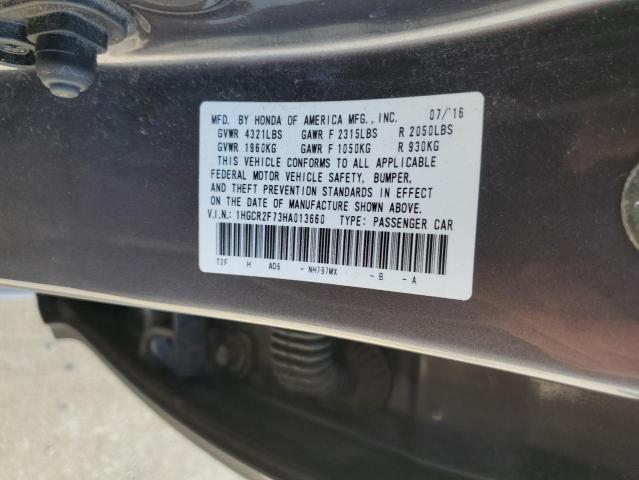 MFD. BY HONDA OF AMERICA MFG.,INC. 07/16
GVWR 4321LBS GAWR F 2315LBS R 2050LBS
GVWR 1960KG GAWR F 1050KG R 930KG
THIS VEHICLE CONFORMS TO ALL APPLICABLE
FEDERAL MOTOR VEHICLE SAFETY, BUMPER,
AND THEFT PREVENTION STANDARDS IN EFFECT
ON THE DATE OF MANUFACTURE SHOWN ABOVE.
V.I.N.: 1HGCR2F73HA013660 TYPE: PASSENGER CAR
T2F H AD6 - NH797MX - B - A